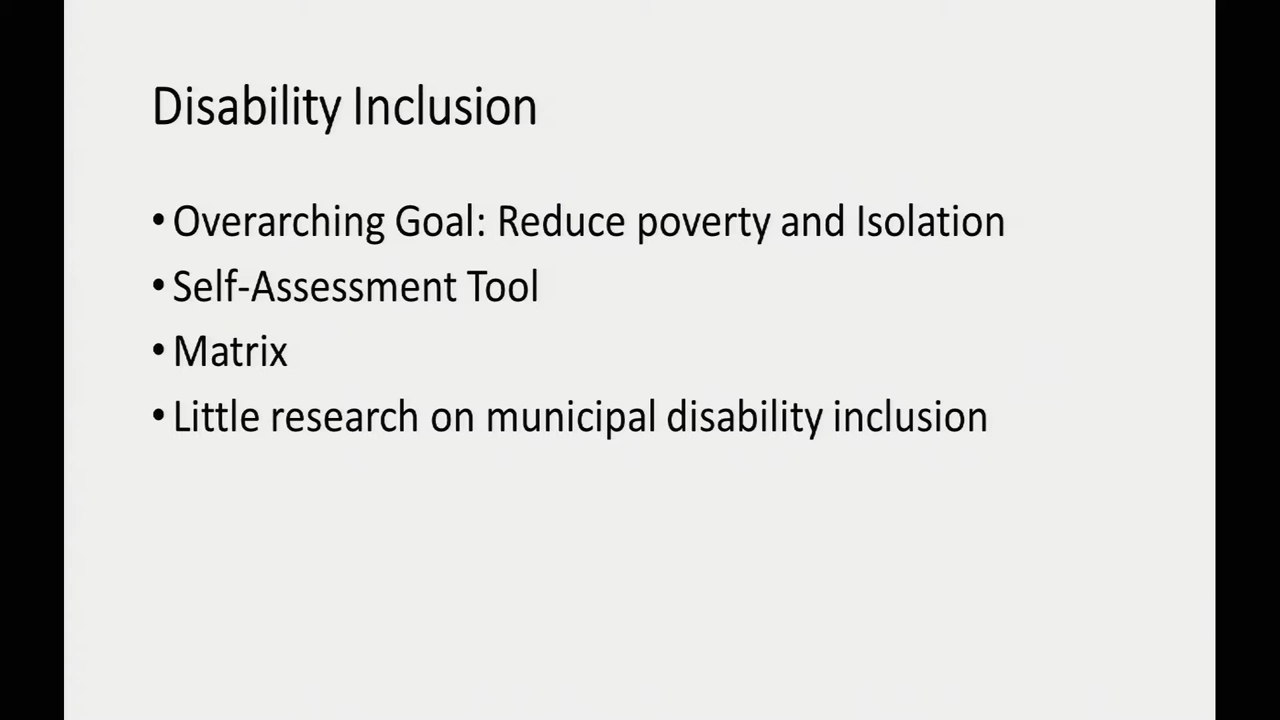 Disability Inclusion
• Overarching Goal: Reduce poverty and Isolation
• Self-Assessment Tool
• Matrix
• Little research on municipal disability inclusion